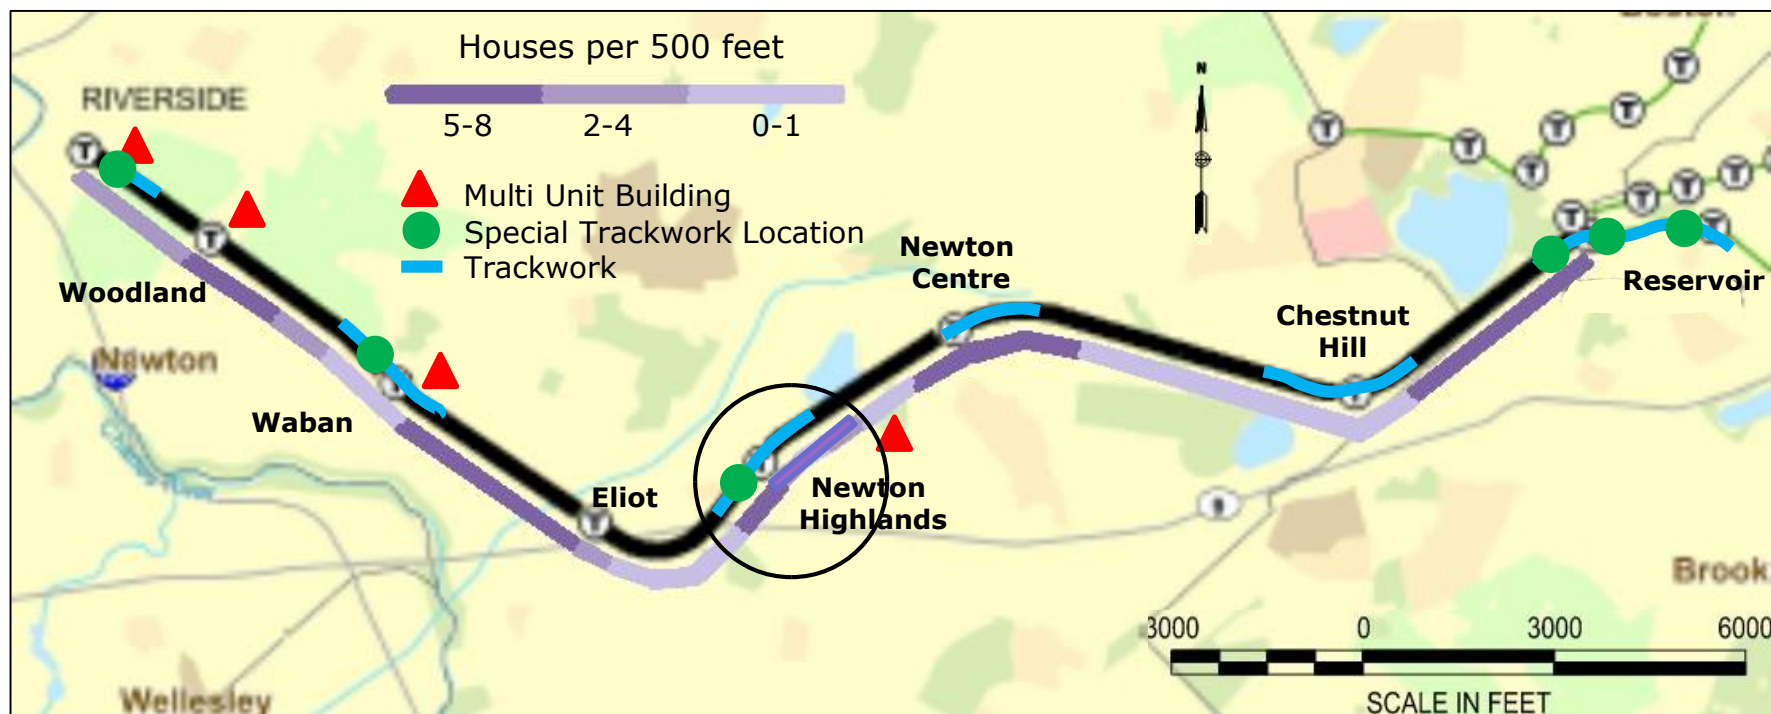 Boston
Houses per 500 feet
RIVERSIDE
5-8
2-4
0-1
N
T
T
T
T
T
T
T
T
T
T
T
T
Multi Unit Building
Special Trackwork Location
Trackwork
T
Newton
Centre
Woodland
Reservoir
Chestnut
Hill
Newton
Waban
Eliot
T
Newton
Highlands
9
Brook
3000
0
3000
6000
SCALE IN FEET
Wellesley